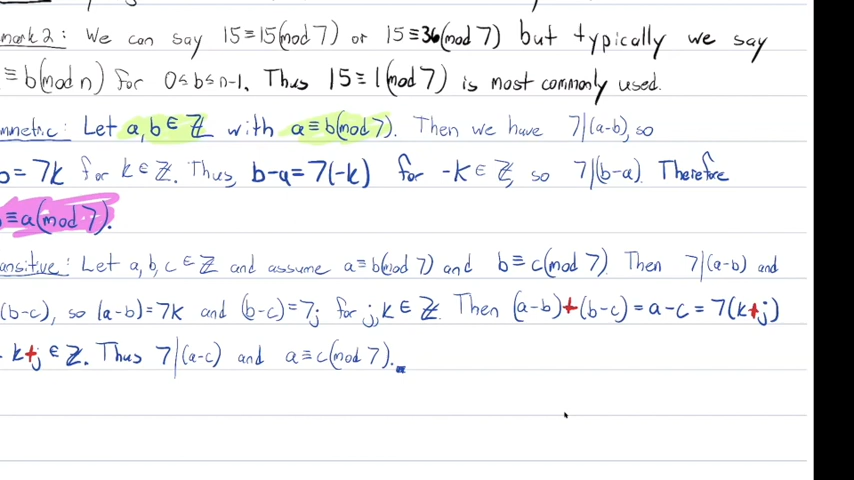 mark 2: We can say 15 ≡ 15 (mod 7) or 15 ≡ 36 (mod 7) but typically we say
≡ b (mod n) for 0 ≤ b ≤ n-1. Thus 15 ≡ 1 (mod 7) is most commonly used.
mmetric: Let a, b ∈ ℤ with a ≡ b (mod 7). Then we have 7|(a-b), so
b = 7k for k ∈ ℤ. Thus, b-a = 7(-k) for -k ∈ ℤ, so 7|(b-a). Therefore
≡ a (mod 7).
ansitive: Let a, b, c ∈ ℤ and assume a ≡ b (mod 7) and b ≡ c (mod 7). Then 7|(a-b) and
(b-c), so (a-b) = 7k and (b-c) = 7j for j, k ∈ ℤ. Then (a-b)+(b-c) = a-c = 7(k+j)
k+j ∈ ℤ. Thus 7|(a-c) and a ≡ c (mod 7).